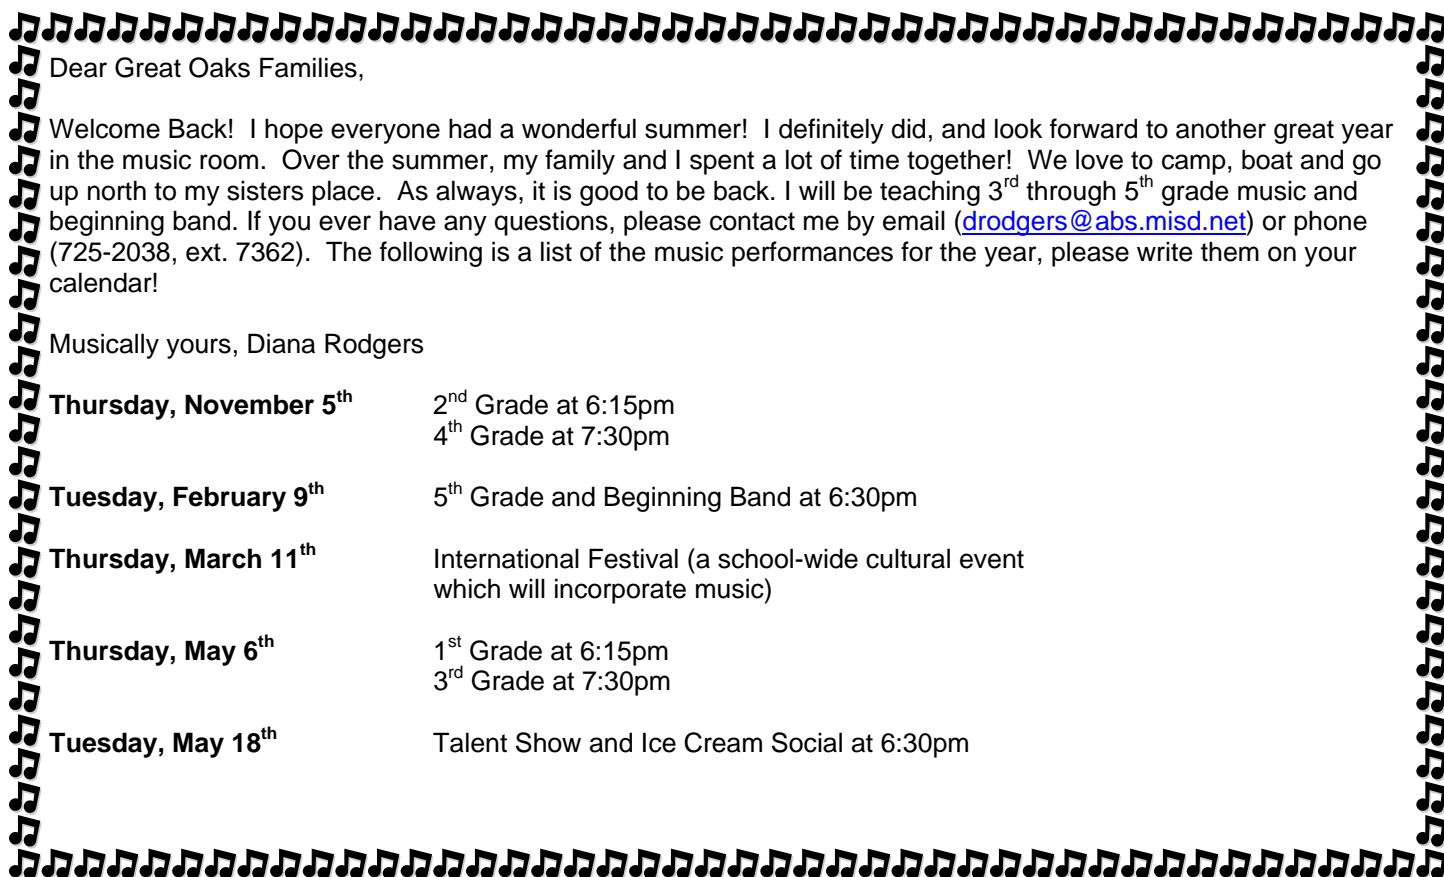 Dear Great Oaks Families,
Welcome Back!  I hope everyone had a wonderful summer!  I definitely did, and look forward to another great year
in the music room.  Over the summer, my family and I spent a lot of time together!  We love to camp, boat and go
up north to my sisters place.  As always, it is good to be back. I will be teaching 3rd through 5th grade music and
beginning band. If you ever have any questions, please contact me by email (drodgers@abs.misd.net) or phone
(725-2038, ext. 7362).  The following is a list of the music performances for the year, please write them on your
calendar!
Musically yours, Diana Rodgers
Thursday, November 5th 2nd Grade at 6:15pm
4th Grade at 7:30pm
Tuesday, February 9th 5th Grade and Beginning Band at 6:30pm
Thursday, March 11th International Festival (a school-wide cultural event
which will incorporate music)
Thursday, May 6th 1st Grade at 6:15pm
3rd Grade at 7:30pm
Tuesday, May 18th Talent Show and Ice Cream Social at 6:30pm